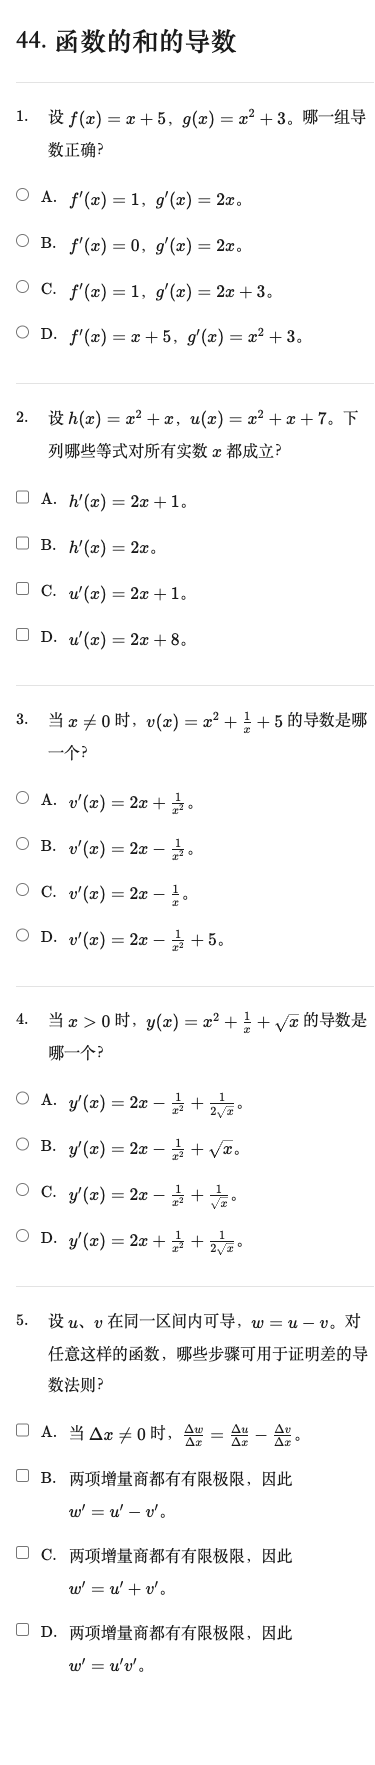 44. 函数的和的导数
1. 设 f(x) = x + 5，g(x) = x² + 3。哪一组导
数正确?
A. f′(x) = 1，g′(x) = 2x。
B. f′(x) = 0，g′(x) = 2x。
C. f′(x) = 1，g′(x) = 2x + 3。
D. f′(x) = x + 5，g′(x) = x² + 3。
2. 设 h(x) = x² + x，u(x) = x² + x + 7。下
列哪些等式对所有实数 x 都成立?
A. h′(x) = 2x + 1。
B. h′(x) = 2x。
C. u′(x) = 2x + 1。
D. u′(x) = 2x + 8。
3. 当 x ≠ 0 时，v(x) = x² + 1/x + 5 的导数是哪
一个?
A. v′(x) = 2x + 1/x²。
B. v′(x) = 2x − 1/x²。
C. v′(x) = 2x − 1/x。
D. v′(x) = 2x − 1/x² + 5。
4. 当 x > 0 时，y(x) = x² + 1/x + √x 的导数是
哪一个?
A. y′(x) = 2x − 1/x² + 1/(2√x)。
B. y′(x) = 2x − 1/x² + √x。
C. y′(x) = 2x − 1/x² + 1/√x。
D. y′(x) = 2x + 1/x² + 1/(2√x)。
5. 设 u、v 在同一区间内可导，w = u − v。对
任意这样的函数，哪些步骤可用于证明差的导
数法则?
A. 当 Δx ≠ 0 时，Δw/Δx = Δu/Δx − Δv/Δx。
B. 两项增量商都有有限极限，因此
w′ = u′ − v′。
C. 两项增量商都有有限极限，因此
w′ = u′ + v′。
D. 两项增量商都有有限极限，因此
w′ = u′v′。